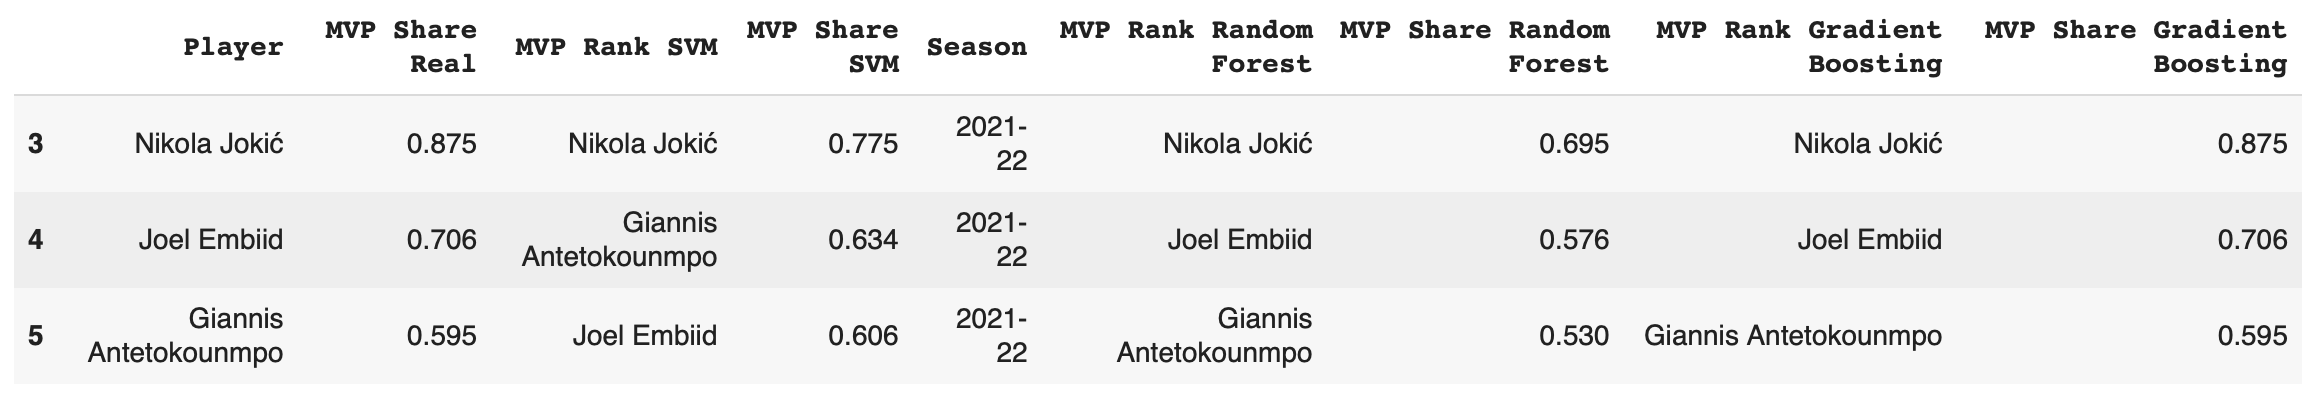 Player MVP Share Real MVP Rank SVM MVP Share SVM Season MVP Rank Random Forest MVP Share Random Forest MVP Rank Gradient Boosting MVP Share Gradient Boosting
3 Nikola Jokić 0.875 Nikola Jokić 0.775 2021-22 Nikola Jokić 0.695 Nikola Jokić 0.875
4 Joel Embiid 0.706 Giannis Antetokounmpo 0.634 2021-22 Joel Embiid 0.576 Joel Embiid 0.706
5 Giannis Antetokounmpo 0.595 Joel Embiid 0.606 2021-22 Giannis Antetokounmpo 0.530 Giannis Antetokounmpo 0.595